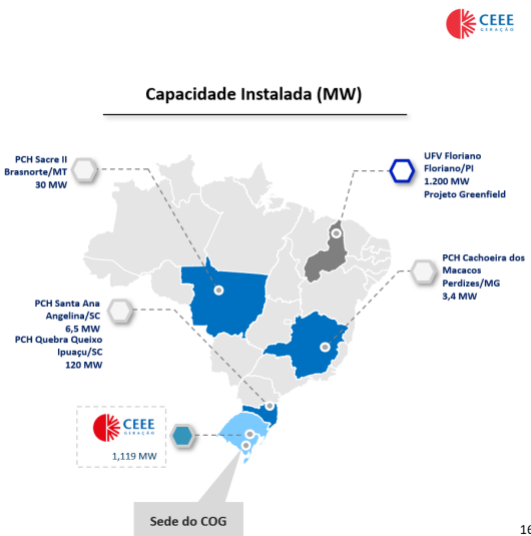 CEEE
GERAÇÃO
Capacidade Instalada (MW)
PCH Sacre II
Brasnorte/MT
30 MW
UFV Floriano
Floriano/PI
1.200 MW
Projeto Greenfield
PCH Cachoeira dos
Macacos
Perdizes/MG
3,4 MW
PCH Santa Ana
Angelina/SC
6,5 MW
PCH Quebra Queixo
Ipuaçu/SC
120 MW
CEEE
GERAÇÃO
1,119 MW
Sede do COG
16